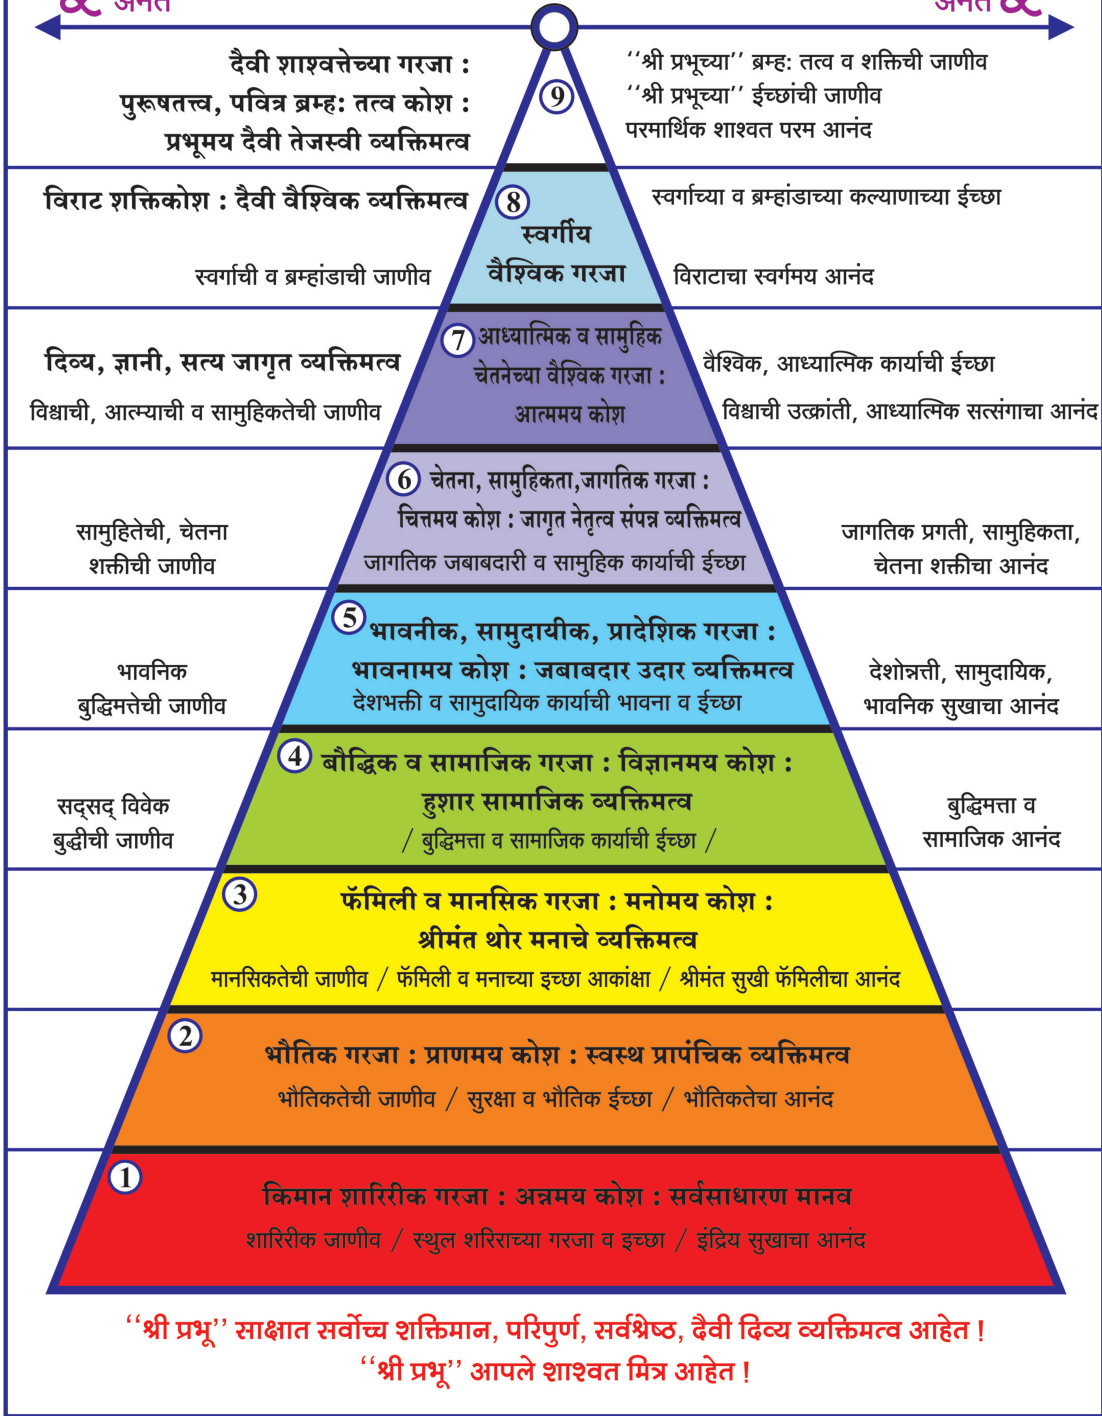 अनंत
अनंत
दैवी शाश्वत्तेच्या गरजा :
पुरूषतत्त्व, पवित्र ब्रम्ह: तत्व कोश :
प्रभूमय दैवी तेजस्वी व्यक्तिमत्व
9
‘‘श्री प्रभूच्या’’ ब्रम्ह: तत्व व शक्तिची जाणीव
‘‘श्री प्रभूच्या’’ ईच्छांची जाणीव
परमार्थिक शाश्वत परम आनंद
विराट शक्तिकोश : दैवी वैश्विक व्यक्तिमत्व
स्वर्गाची व ब्रम्हांडाची जाणीव
8
स्वर्गीय
वैश्विक गरजा
स्वर्गाच्या व ब्रम्हांडाच्या कल्याणाच्या ईच्छा
विराटाचा स्वर्गमय आनंद
दिव्य, ज्ञानी, सत्य जागृत व्यक्तिमत्व
विश्वाची, आत्म्याची व सामुहिकतेची जाणीव
7 आध्यात्मिक व सामुहिक
चेतनेच्या वैश्विक गरजा :
आत्ममय कोश
वैश्विक, आध्यात्मिक कार्याची ईच्छा
विश्वाची उत्क्रांती, आध्यात्मिक सत्संगाचा आनंद
सामुहितेची, चेतना
शक्तीची जाणीव
6 चेतना, सामुहिकता,जागतिक गरजा :
चित्तमय कोश : जागृत नेतृत्व संपन्न व्यक्तिमत्व
जागतिक जबाबदारी व सामुहिक कार्याची ईच्छा
जागतिक प्रगती, सामुहिकता,
चेतना शक्तीचा आनंद
भावनिक
बुद्धिमत्तेची जाणीव
5 भावनीक, सामुदायीक, प्रादेशिक गरजा :
भावनामय कोश : जबाबदार उदार व्यक्तिमत्व
देशभक्ती व सामुदायिक कार्याची भावना व ईच्छा
देशोन्नत्ती, सामुदायिक,
भावनिक सुखाचा आनंद
सद्सद् विवेक
बुद्धीची जाणीव
4 बौद्धिक व सामाजिक गरजा : विज्ञानमय कोश :
हुशार सामाजिक व्यक्तिमत्व
/ बुद्धिमत्ता व सामाजिक कार्याची ईच्छा /
बुद्धिमत्ता व
सामाजिक आनंद
3 फॅमिली व मानसिक गरजा : मनोमय कोश :
श्रीमंत थोर मनाचे व्यक्तिमत्व
मानसिकतेची जाणीव / फॅमिली व मनाच्या इच्छा आकांक्षा / श्रीमंत सुखी फॅमिलीचा आनंद
2 भौतिक गरजा : प्राणमय कोश : स्वस्थ प्रापंचिक व्यक्तिमत्व
भौतिकतेची जाणीव / सुरक्षा व भौतिक ईच्छा / भौतिकतेचा आनंद
1 किमान शारिरीक गरजा : अन्नमय कोश : सर्वसाधारण मानव
शारिरीक जाणीव / स्थुल शरिराच्या गरजा व इच्छा / इंद्रिय सुखाचा आनंद
‘‘श्री प्रभू’’ साक्षात सर्वोच्च शक्तिमान, परिपुर्ण, सर्वश्रेष्ठ, दैवी दिव्य व्यक्तिमत्व आहेत !
‘‘श्री प्रभू’’ आपले शाश्वत मित्र आहेत !